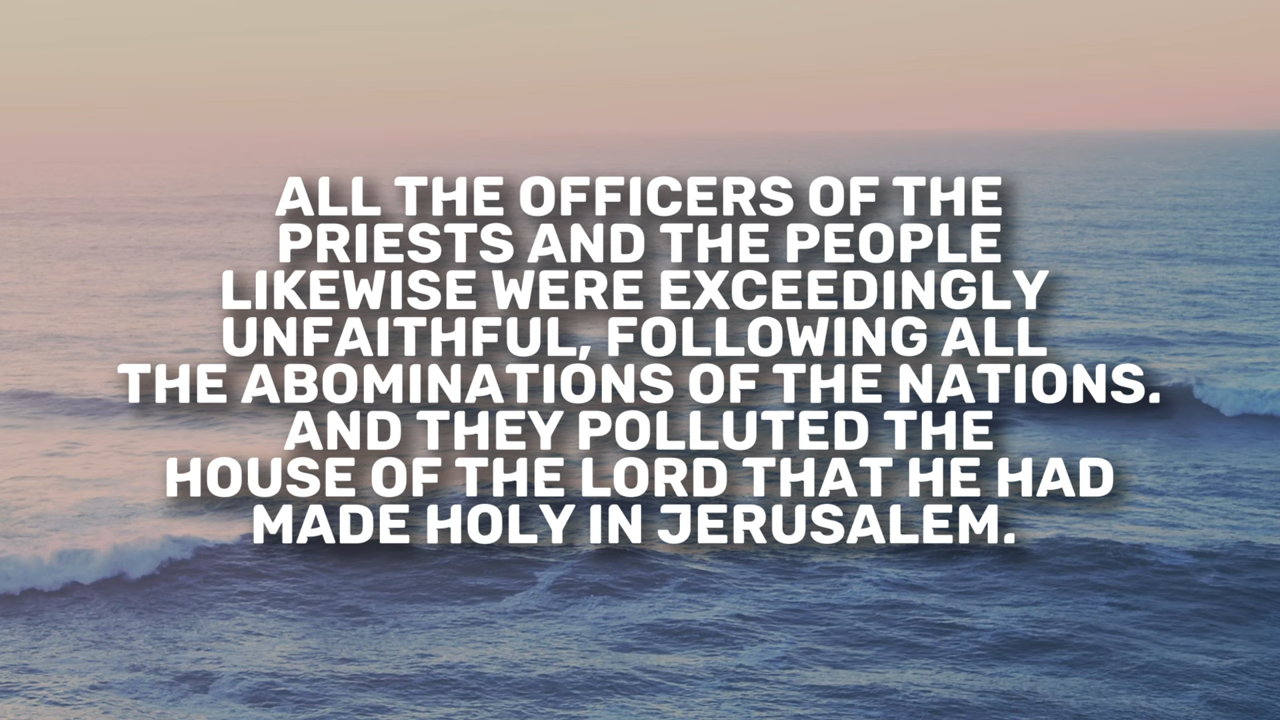 ALL THE OFFICERS OF THE
PRIESTS AND THE PEOPLE
LIKEWISE WERE EXCEEDINGLY
UNFAITHFUL, FOLLOWING ALL
THE ABOMINATIONS OF THE NATIONS.
AND THEY POLLUTED THE
HOUSE OF THE LORD THAT HE HAD
MADE HOLY IN JERUSALEM.